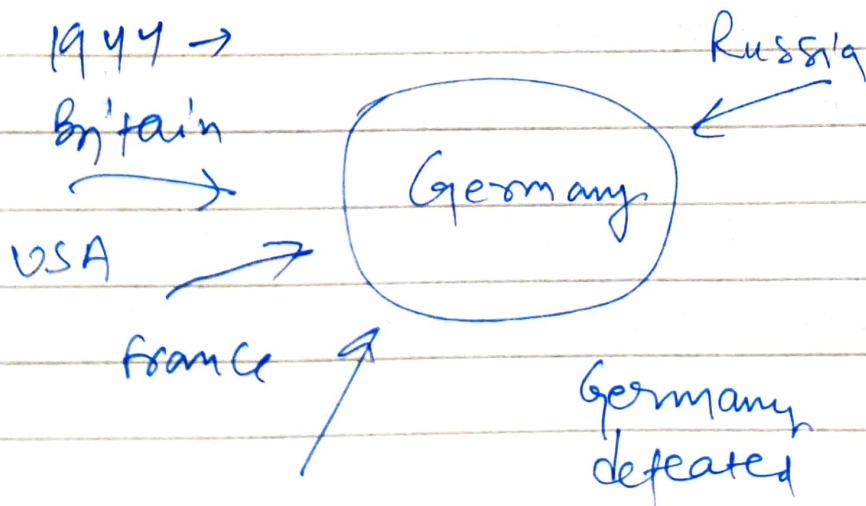 1944 →
Russia
Britain
Germany
USA
France
Germany
defeated